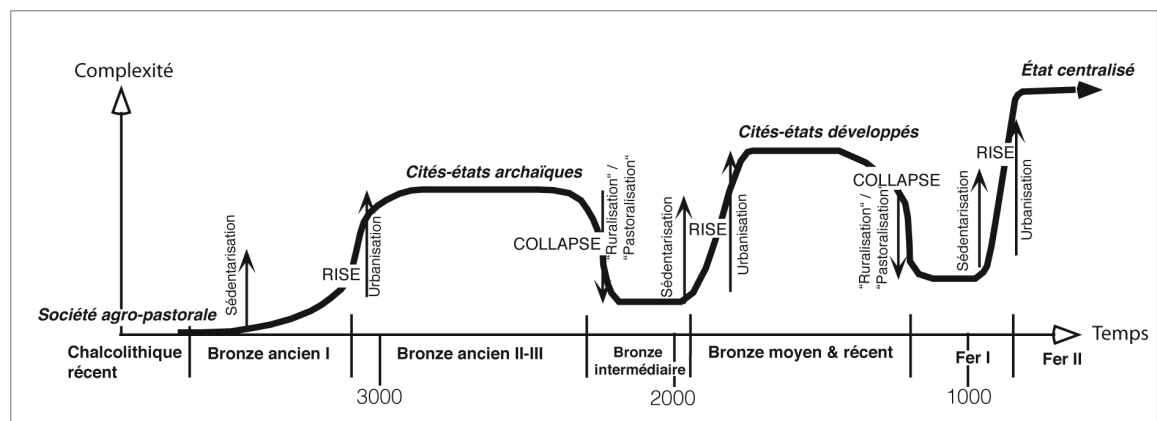 Complexité
État centralisé
Cités-états développés
Cités-états archaïques
Société agro-pastorale
Sédentarisation
RISE
Urbanisation
COLLAPSE
"Ruralisation" /
"Pastoralisation"
Sédentarisation
RISE
Urbanisation
COLLAPSE
"Ruralisation" /
"Pastoralisation"
Sédentarisation
RISE
Urbanisation
Temps
Chalcolithique
récent
Bronze ancien I
Bronze ancien II-III
Bronze
intermédiaire
Bronze moyen & récent
Fer I
Fer II
3000
2000
1000